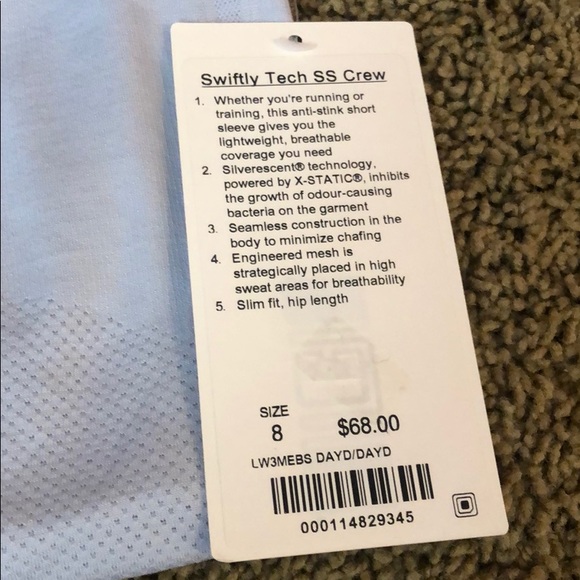 Swiftly Tech SS Crew
1. Whether you're running or
training, this anti-stink short
sleeve gives you the
lightweight, breathable
coverage you need
2. Silverescent® technology,
powered by X-STATIC®, inhibits
the growth of odour-causing
bacteria on the garment
3. Seamless construction in the
body to minimize chafing
4. Engineered mesh is
strategically placed in high
sweat areas for breathability
5. Slim fit, hip length
SIZE
8 $68.00
LW3MEBS DAYD/DAYD
000114829345